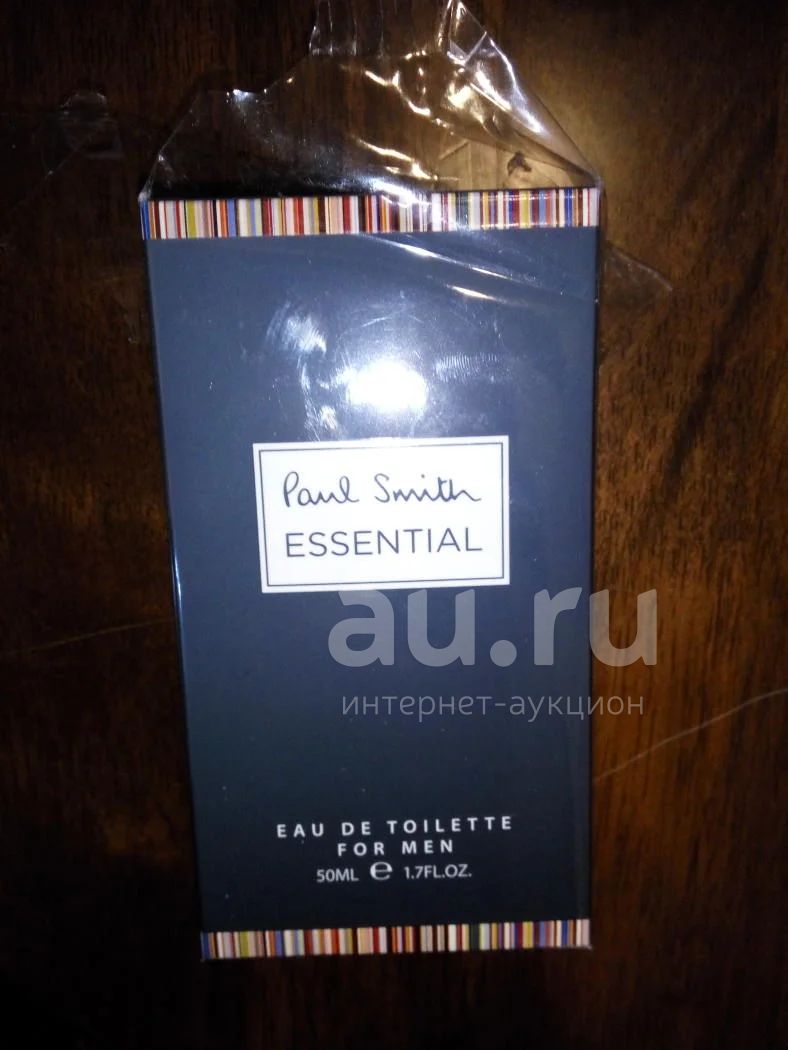 Paul Smith
ESSENTIAL
au.ru
интернет-аукцион
EAU DE TOILETTE
FOR MEN
50ML ℮ 1.7FL.OZ.